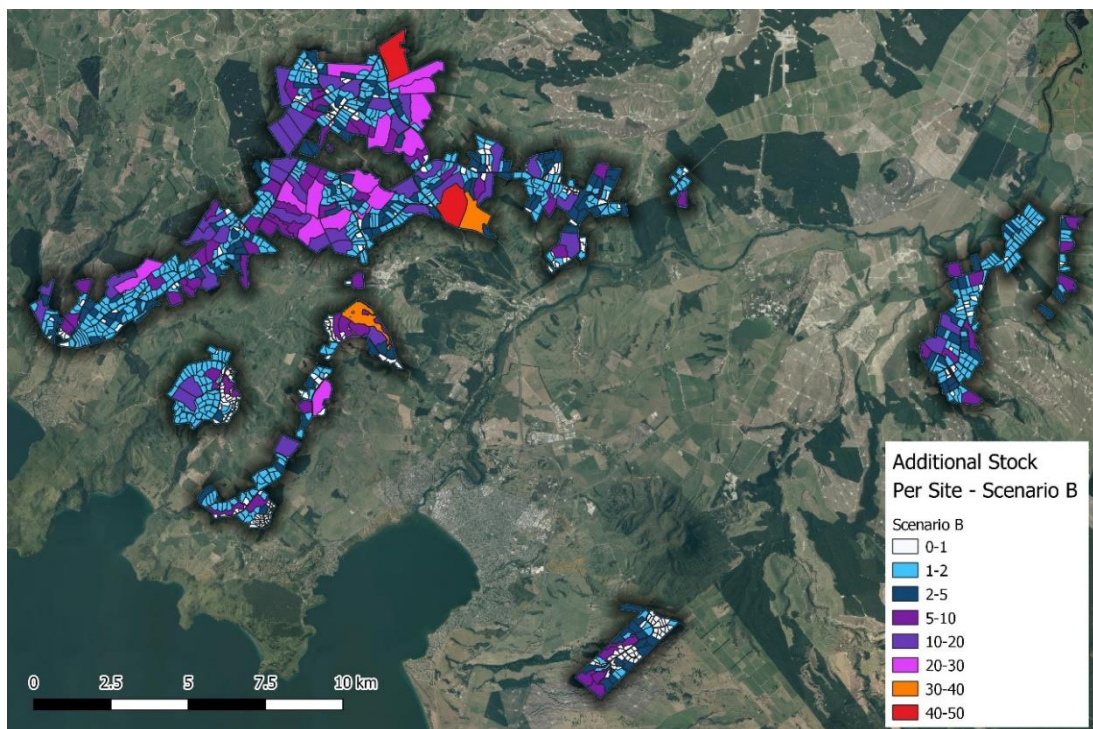 Additional Stock
Per Site - Scenario B
Scenario B
0-1
1-2
2-5
5-10
10-20
20-30
30-40
40-50
0 2.5 5 7.5 10 km